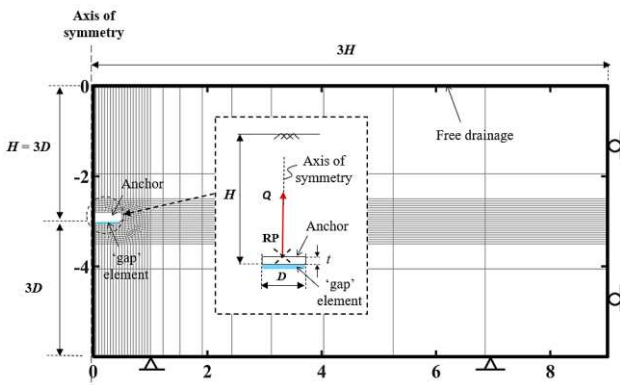 Axis of
symmetry
3H
0
Free drainage
H = 3D
Axis of
symmetry
-2
Anchor
H
Q
RP
Anchor
t
'gap'
element
D
'gap'
element
-4
3D
0
2
4
6
8